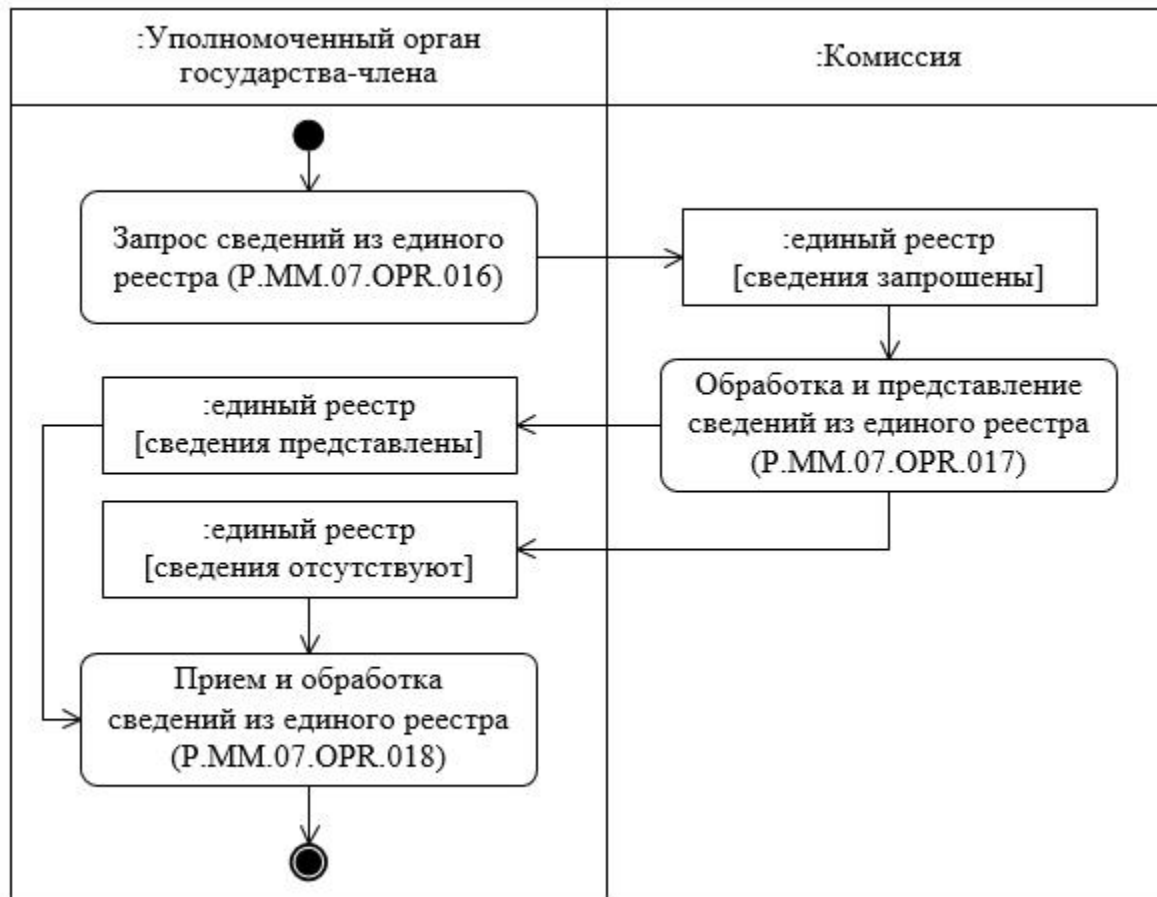 :Уполномоченный орган
государства-члена
:Комиссия
Запрос сведений из единого
реестра (P.MM.07.OPR.016)
:единый реестр
[сведения запрошены]
Обработка и представление
сведений из единого реестра
(P.MM.07.OPR.017)
:единый реестр
[сведения представлены]
:единый реестр
[сведения отсутствуют]
Прием и обработка
сведений из единого реестра
(P.MM.07.OPR.018)